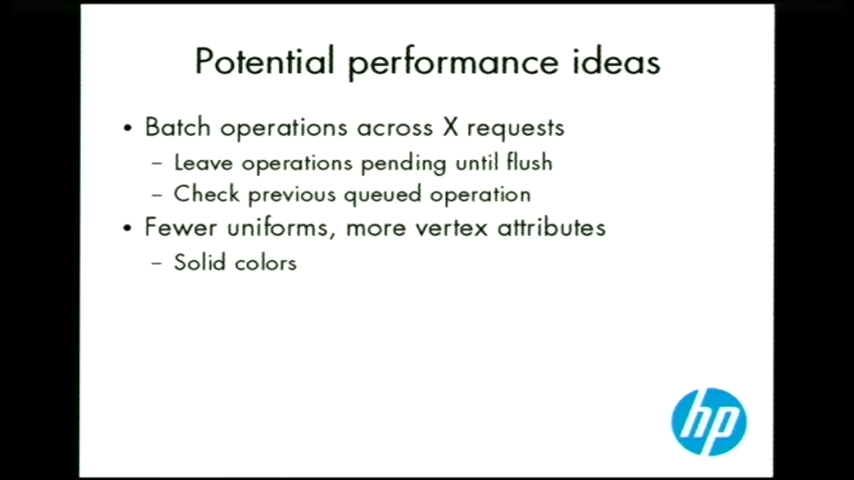 Potential performance ideas
• Batch operations across X requests
– Leave operations pending until flush
– Check previous queued operation
• Fewer uniforms, more vertex attributes
– Solid colors
hp